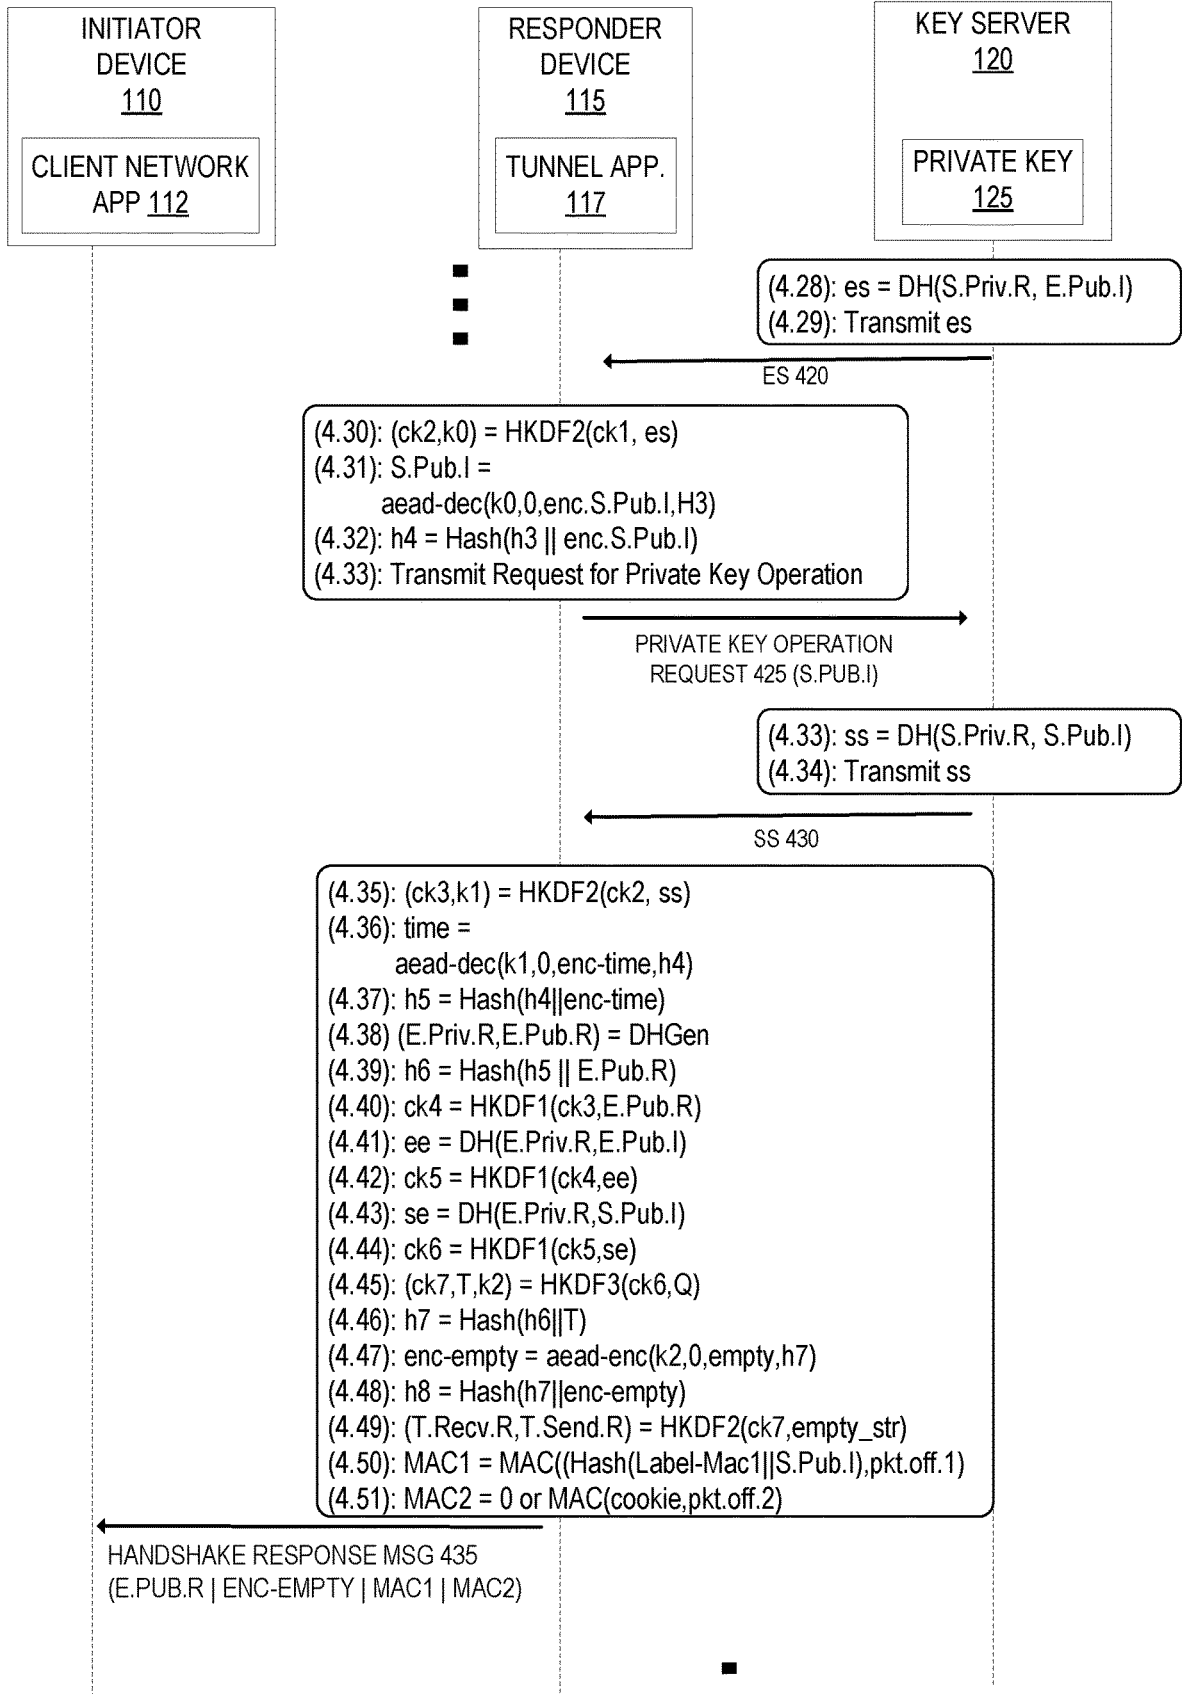 INITIATOR
DEVICE
110
CLIENT NETWORK
APP 112
RESPONDER
DEVICE
115
TUNNEL APP.
117
KEY SERVER
120
PRIVATE KEY
125
(4.28): es = DH(S.Priv.R, E.Pub.I)
(4.29): Transmit es
ES 420
(4.30): (ck2,k0) = HKDF2(ck1, es)
(4.31): S.Pub.I =
aead-dec(k0,0,enc.S.Pub.I,H3)
(4.32): h4 = Hash(h3 || enc.S.Pub.I)
(4.33): Transmit Request for Private Key Operation
PRIVATE KEY OPERATION
REQUEST 425 (S.PUB.I)
(4.33): ss = DH(S.Priv.R, S.Pub.I)
(4.34): Transmit ss
SS 430
(4.35): (ck3,k1) = HKDF2(ck2, ss)
(4.36): time =
aead-dec(k1,0,enc-time,h4)
(4.37): h5 = Hash(h4||enc-time)
(4.38) (E.Priv.R,E.Pub.R) = DHGen
(4.39): h6 = Hash(h5 || E.Pub.R)
(4.40): ck4 = HKDF1(ck3,E.Pub.R)
(4.41): ee = DH(E.Priv.R,E.Pub.I)
(4.42): ck5 = HKDF1(ck4,ee)
(4.43): se = DH(E.Priv.R,S.Pub.I)
(4.44): ck6 = HKDF1(ck5,se)
(4.45): (ck7,T,k2) = HKDF3(ck6,Q)
(4.46): h7 = Hash(h6||T)
(4.47): enc-empty = aead-enc(k2,0,empty,h7)
(4.48): h8 = Hash(h7||enc-empty)
(4.49): (T.Recv.R,T.Send.R) = HKDF2(ck7,empty_str)
(4.50): MAC1 = MAC((Hash(Label-Mac1||S.Pub.I),pkt.off.1)
(4.51): MAC2 = 0 or MAC(cookie,pkt.off.2)
HANDSHAKE RESPONSE MSG 435
(E.PUB.R | ENC-EMPTY | MAC1 | MAC2)